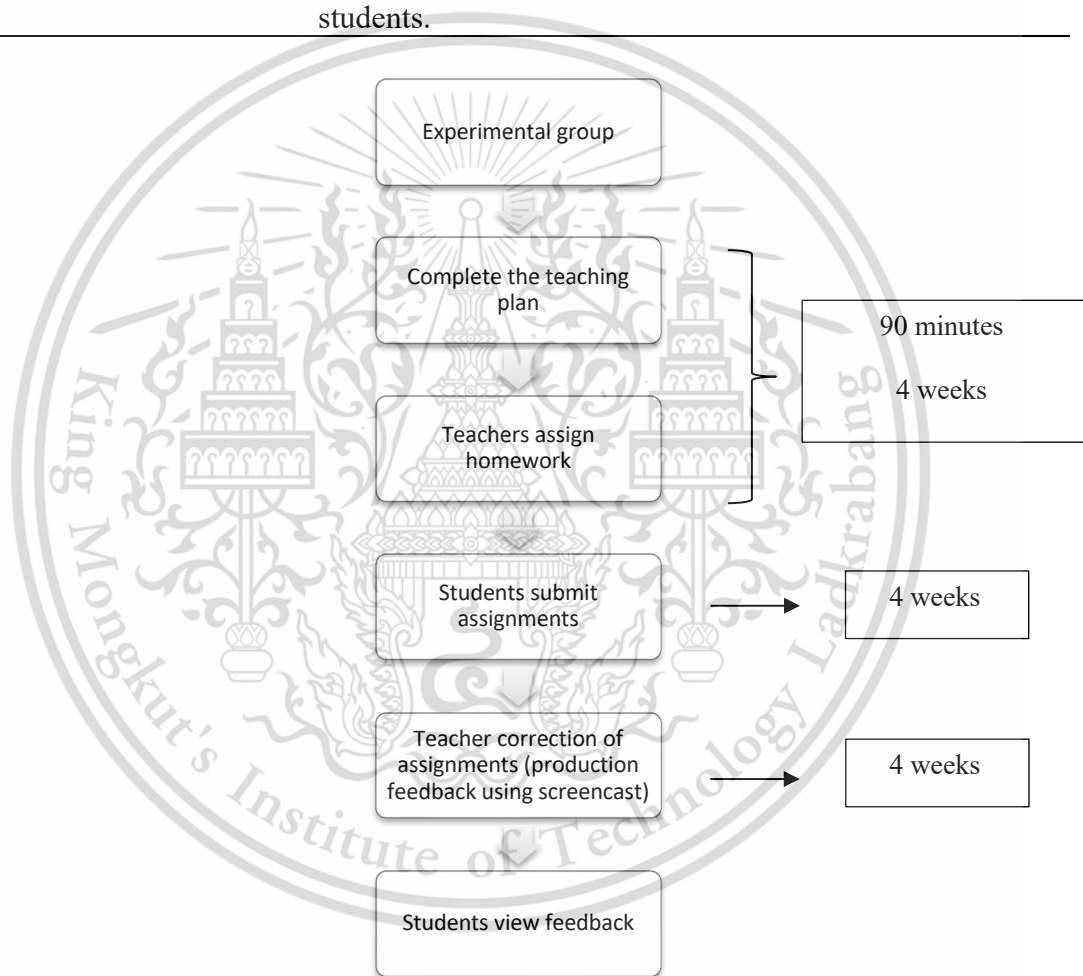 students.
Experimental group
Complete the teaching
plan
90 minutes
4 weeks
Teachers assign
homework
Students submit
assignments
4 weeks
Teacher correction of
assignments (production
feedback using screencast)
4 weeks
Students view feedback
King Mongkut's Institute of Technology Ladkrabang